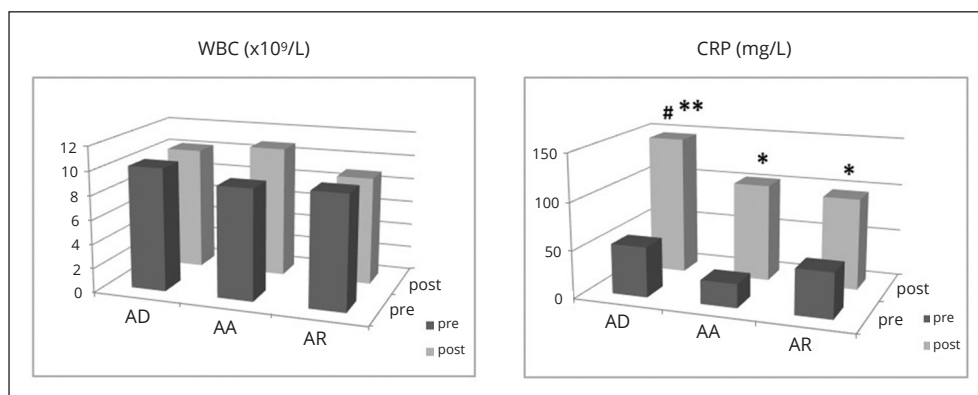 WBC (x10⁹/L)
12
10
8
6
4
2
0
AD
AA
AR
pre
post
pre
post
CRP (mg/L)
# **
*
*
150
100
50
0
AD
AA
AR
pre
post
pre
post